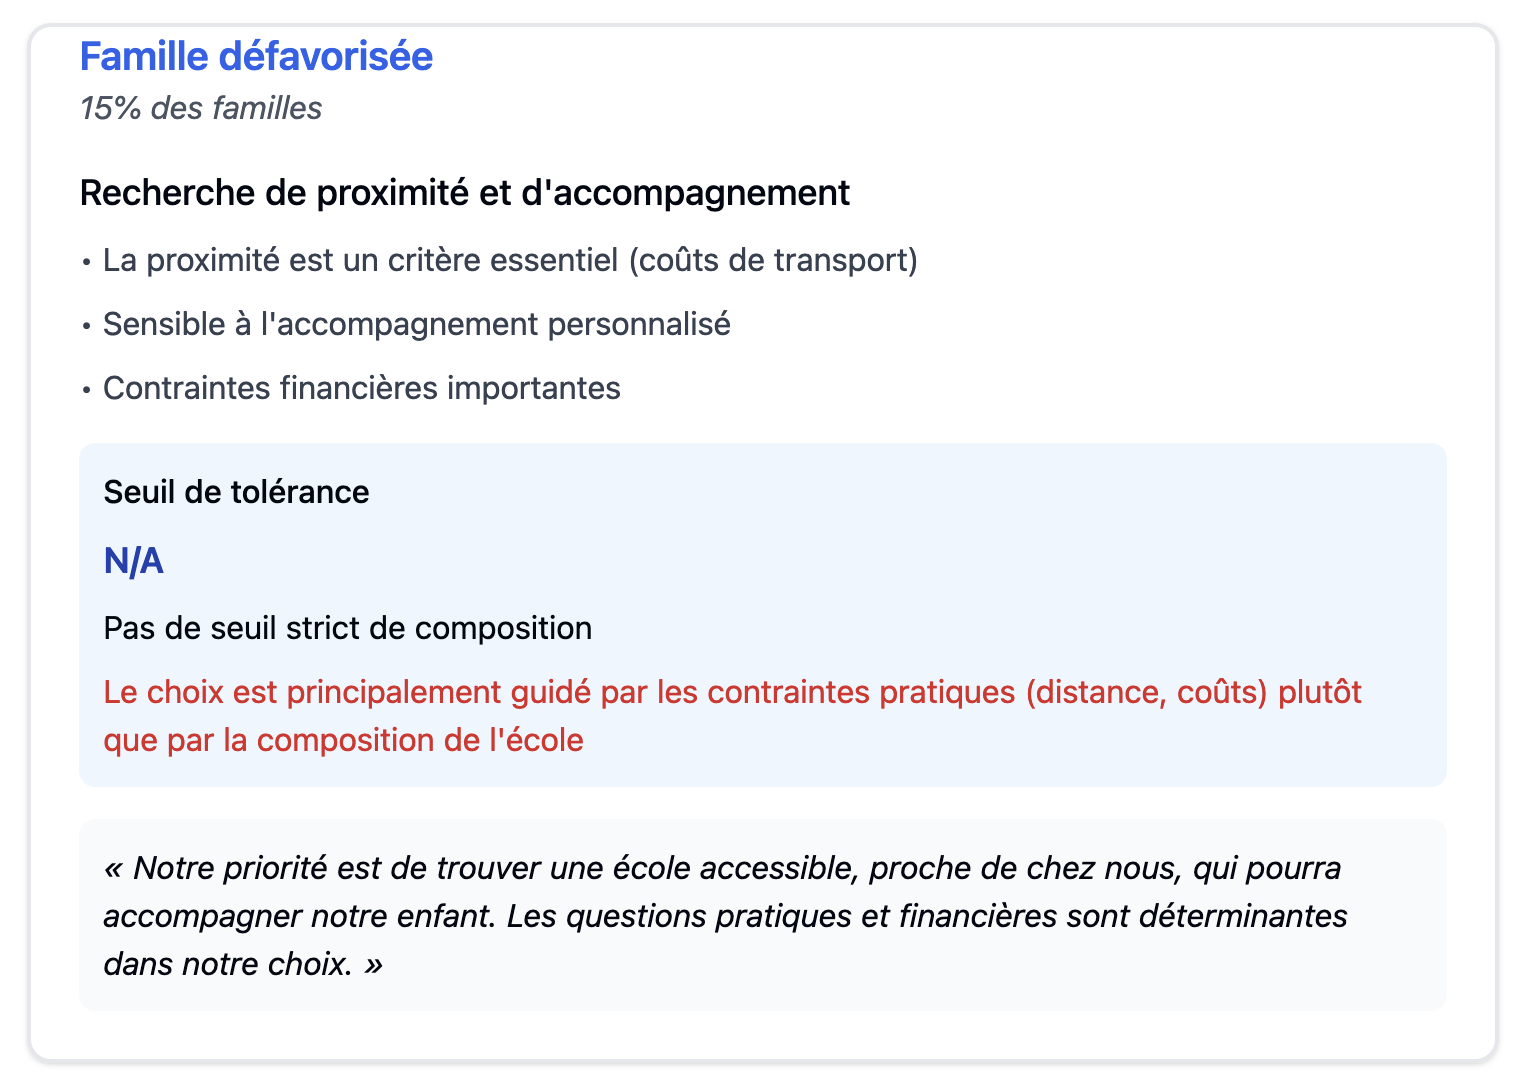 Famille défavorisée
15% des familles
Recherche de proximité et d'accompagnement
• La proximité est un critère essentiel (coûts de transport)
• Sensible à l'accompagnement personnalisé
• Contraintes financières importantes
Seuil de tolérance
N/A
Pas de seuil strict de composition
Le choix est principalement guidé par les contraintes pratiques (distance, coûts) plutôt
que par la composition de l'école
« Notre priorité est de trouver une école accessible, proche de chez nous, qui pourra
accompagner notre enfant. Les questions pratiques et financières sont déterminantes
dans notre choix. »